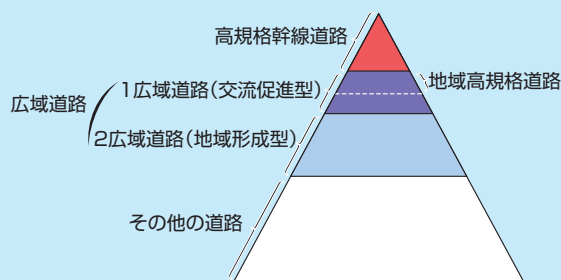 高規格幹線道路
地域高規格道路
1広域道路(交流促進型)
広域道路
2広域道路(地域形成型)
その他の道路